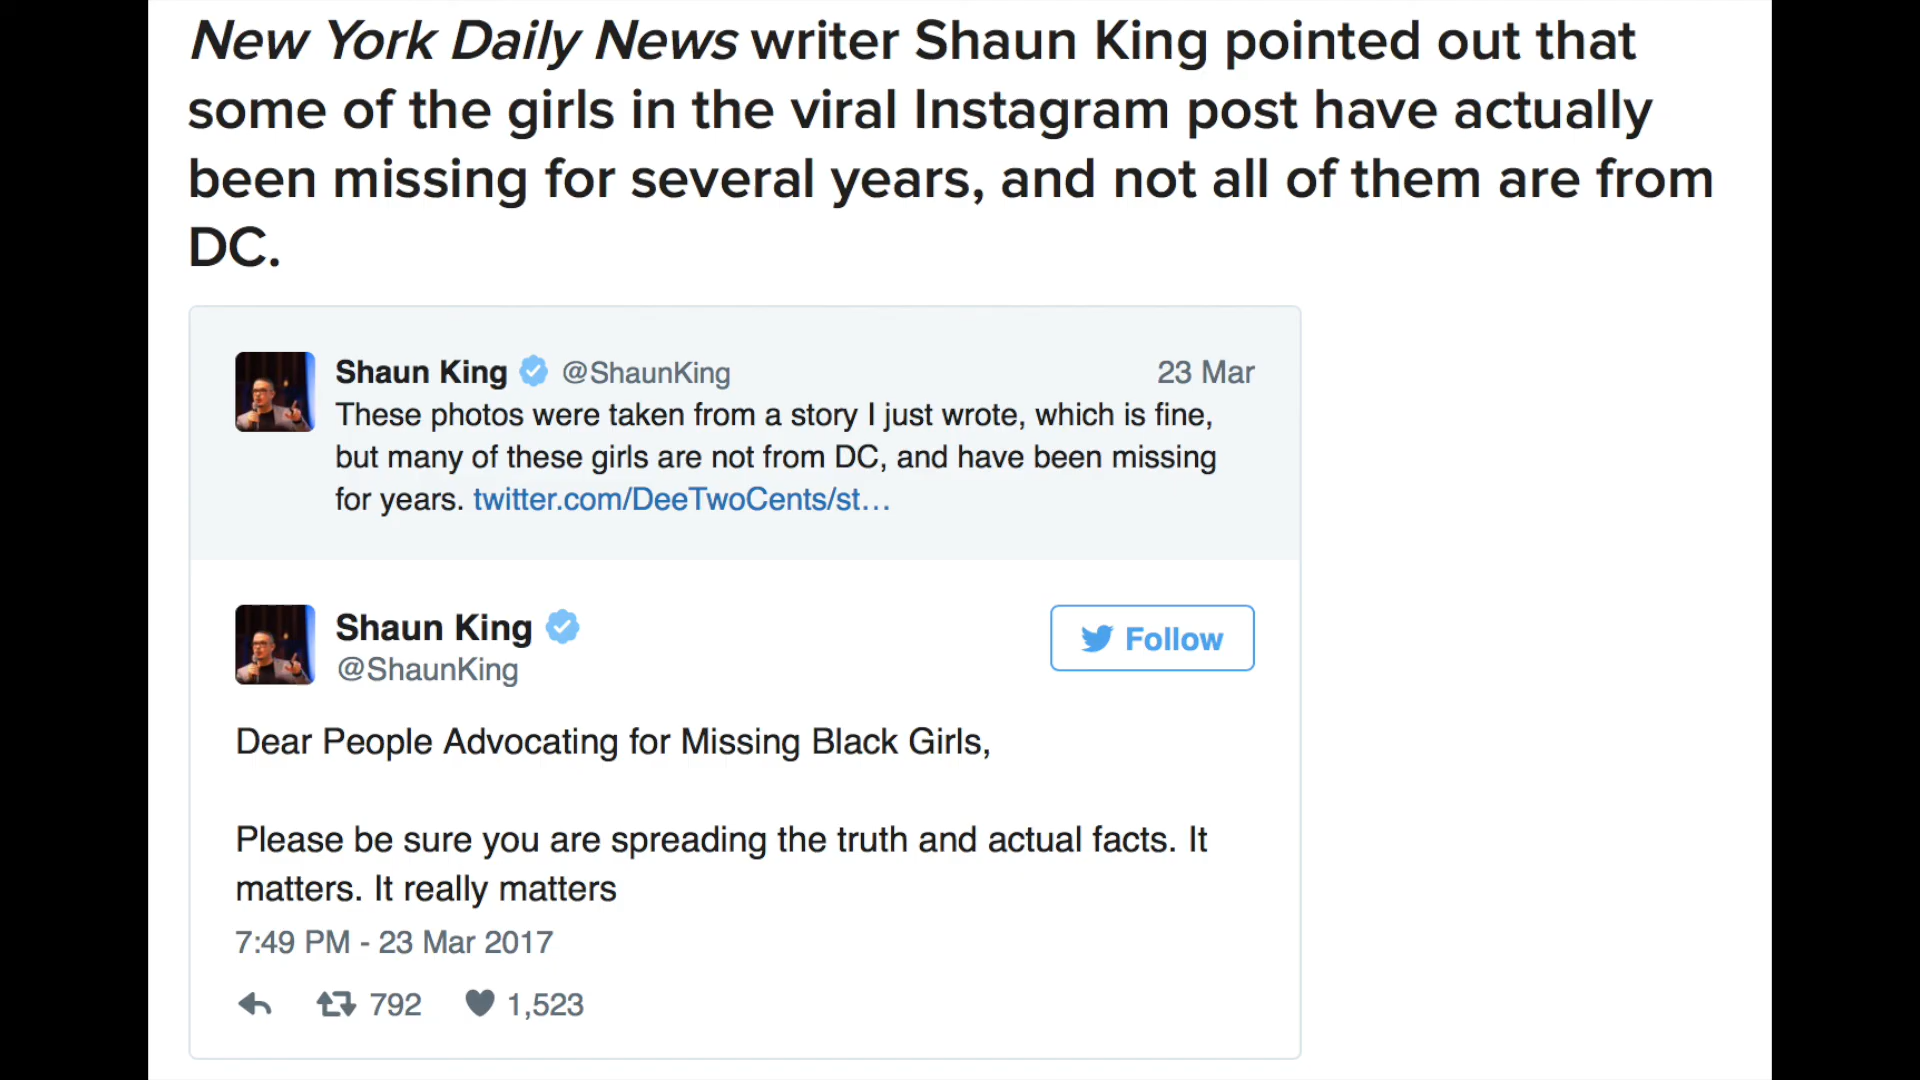 New York Daily News writer Shaun King pointed out that
some of the girls in the viral Instagram post have actually
been missing for several years, and not all of them are from
DC.
Shaun King @ShaunKing 23 Mar
These photos were taken from a story I just wrote, which is fine,
but many of these girls are not from DC, and have been missing
for years. twitter.com/DeeTwoCents/st…
Shaun King
@ShaunKing
Follow
Dear People Advocating for Missing Black Girls,
Please be sure you are spreading the truth and actual facts. It
matters. It really matters
7:49 PM - 23 Mar 2017
792 1,523